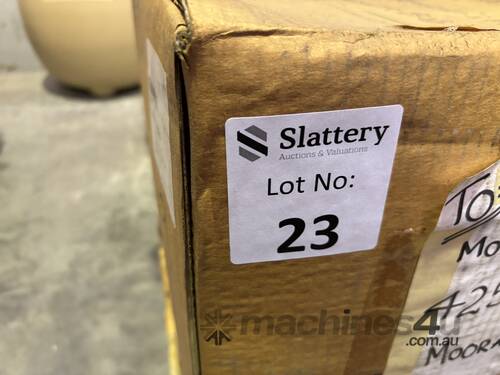 Slattery
Auctions & Valuations
Lot No:
23
machines4u
.com.au